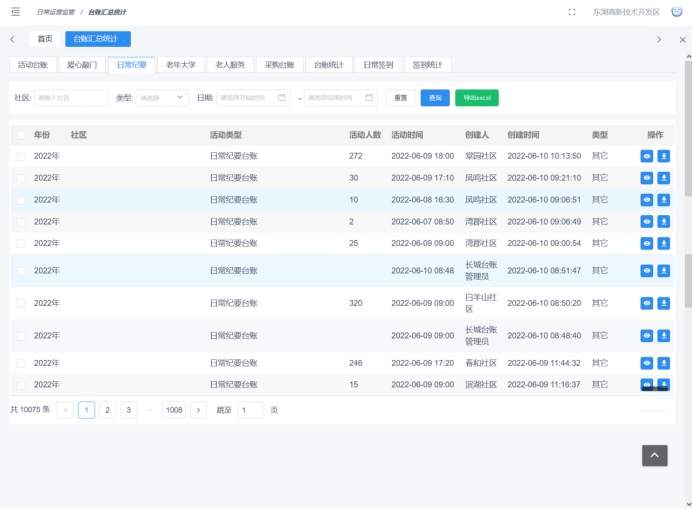 日常运营监管 / 台账汇总统计
东湖高新技术开发区
首页 台账汇总统计
活动台账 爱心敲门 日常纪要 老年大学 老人服务 采购台账 台账统计 日常签到 签到统计
社区: 请输入社区 类型: 请选择 日期: 请选择开始时间 - 请选择结束时间 重置 查询 导出excel
年份 社区 活动类型 活动人数 活动时间 创建人 创建时间 类型 操作
2022年 日常纪要台账 272 2022-06-09 18:00 棠园社区 2022-06-10 10:13:50 其它
2022年 日常纪要台账 30 2022-06-09 17:10 凤鸣社区 2022-06-10 09:21:10 其它
2022年 日常纪要台账 10 2022-06-08 16:30 凤鸣社区 2022-06-10 09:06:51 其它
2022年 日常纪要台账 2 2022-06-07 08:50 湾郡社区 2022-06-10 09:06:49 其它
2022年 日常纪要台账 25 2022-06-09 09:00 湾郡社区 2022-06-10 09:00:54 其它
2022年 日常纪要台账 2022-06-10 08:48 长城台账管理员 2022-06-10 08:51:47 其它
2022年 日常纪要台账 320 2022-06-09 09:00 白羊山社区 2022-06-10 08:50:20 其它
2022年 日常纪要台账 2022-06-09 09:00 长城台账管理员 2022-06-10 08:48:40 其它
2022年 日常纪要台账 246 2022-06-09 17:20 春和社区 2022-06-09 11:44:32 其它
2022年 日常纪要台账 15 2022-06-09 09:00 滨湖社区 2022-06-09 11:16:37 其它
共 10075 条 1 2 3 ··· 1008 跳至 1 页